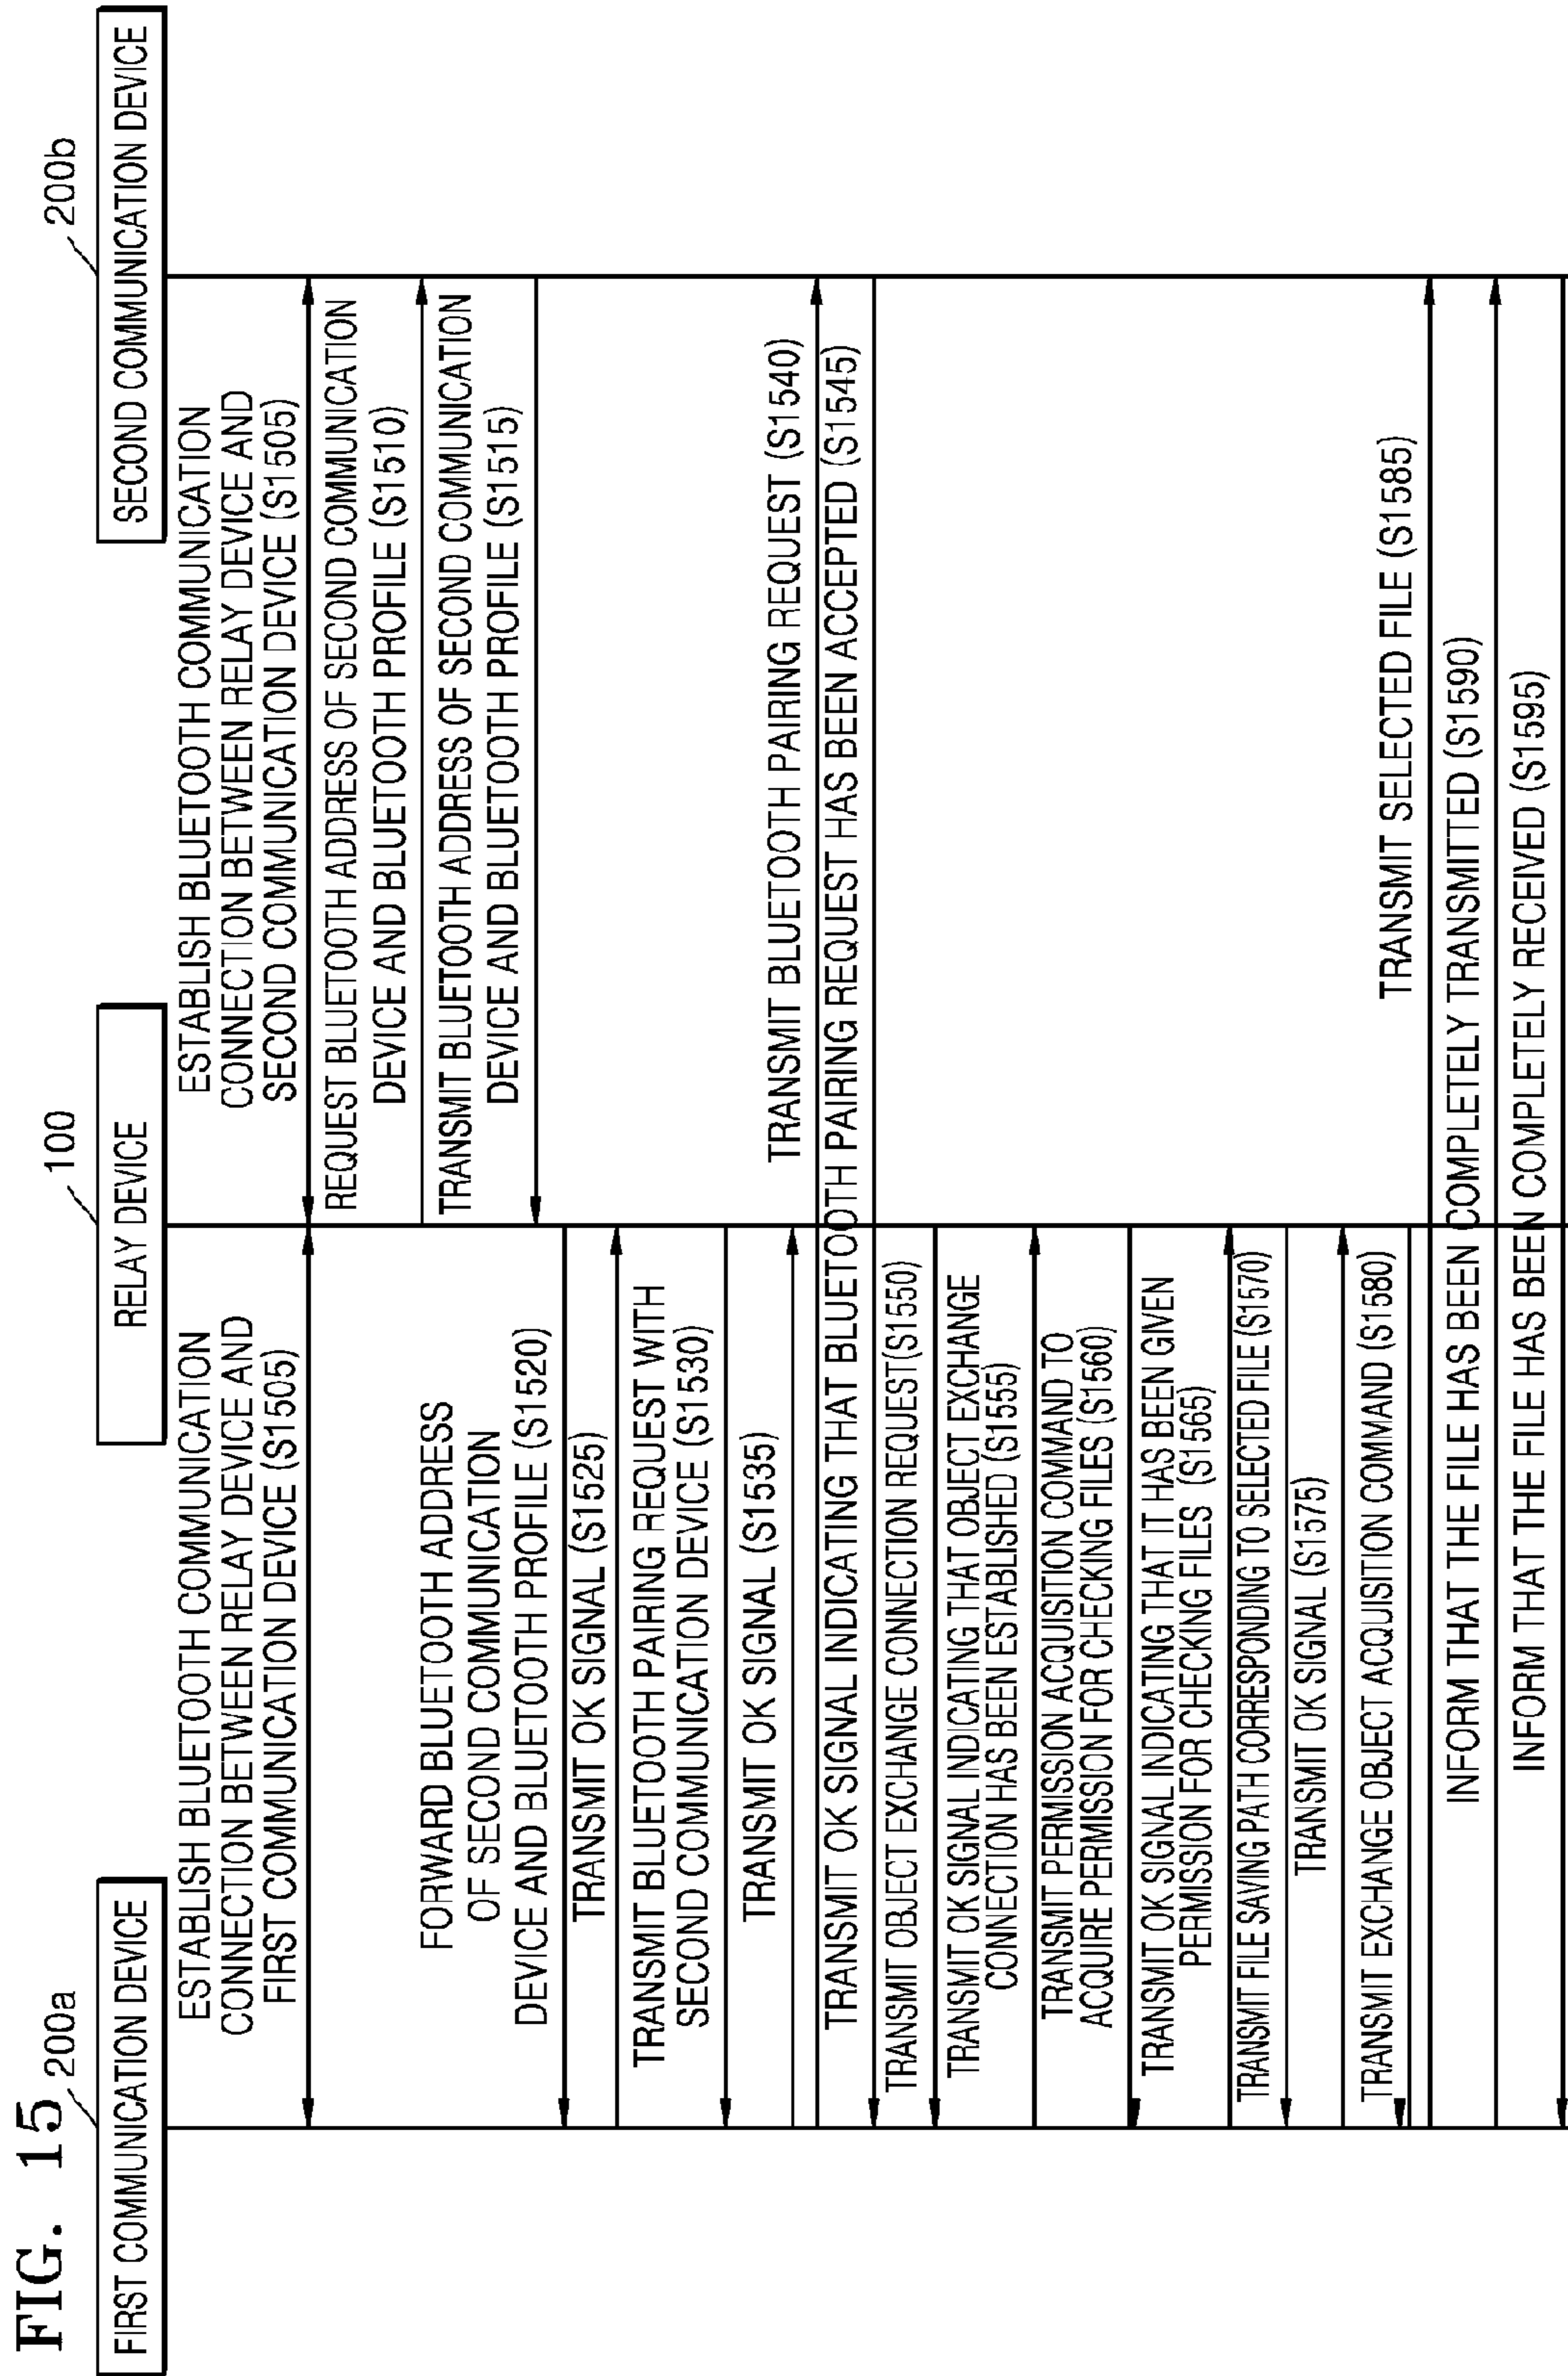 FIG. 15
200a
100
200b
FIRST COMMUNICATION DEVICE
RELAY DEVICE
SECOND COMMUNICATION DEVICE
ESTABLISH BLUETOOTH COMMUNICATION
CONNECTION BETWEEN RELAY DEVICE AND
FIRST COMMUNICATION DEVICE (S1505)
ESTABLISH BLUETOOTH COMMUNICATION
CONNECTION BETWEEN RELAY DEVICE AND
SECOND COMMUNICATION DEVICE (S1505)
REQUEST BLUETOOTH ADDRESS OF SECOND COMMUNICATION
DEVICE AND BLUETOOTH PROFILE (S1510)
TRANSMIT BLUETOOTH ADDRESS OF SECOND COMMUNICATION
DEVICE AND BLUETOOTH PROFILE (S1515)
FORWARD BLUETOOTH ADDRESS
OF SECOND COMMUNICATION
DEVICE AND BLUETOOTH PROFILE (S1520)
TRANSMIT OK SIGNAL (S1525)
TRANSMIT BLUETOOTH PAIRING REQUEST WITH
SECOND COMMUNICATION DEVICE (S1530)
TRANSMIT OK SIGNAL (S1535)
TRANSMIT BLUETOOTH PAIRING REQUEST (S1540)
TRANSMIT OK SIGNAL INDICATING THAT BLUETOOTH PAIRING REQUEST HAS BEEN ACCEPTED (S1545)
TRANSMIT OBJECT EXCHANGE CONNECTION REQUEST(S1550)
TRANSMIT OK SIGNAL INDICATING THAT OBJECT EXCHANGE
CONNECTION HAS BEEN ESTABLISHED (S1555)
TRANSMIT PERMISSION ACQUISITION COMMAND TO
ACQUIRE PERMISSION FOR CHECKING FILES (S1560)
TRANSMIT OK SIGNAL INDICATING THAT IT HAS BEEN GIVEN
PERMISSION FOR CHECKING FILES (S1565)
TRANSMIT FILE SAVING PATH CORRESPONDING TO SELECTED FILE (S1570)
TRANSMIT OK SIGNAL (S1575)
TRANSMIT EXCHANGE OBJECT ACQUISITION COMMAND (S1580)
TRANSMIT SELECTED FILE (S1585)
INFORM THAT THE FILE HAS BEEN COMPLETELY TRANSMITTED (S1590)
INFORM THAT THE FILE HAS BEEN COMPLETELY RECEIVED (S1595)